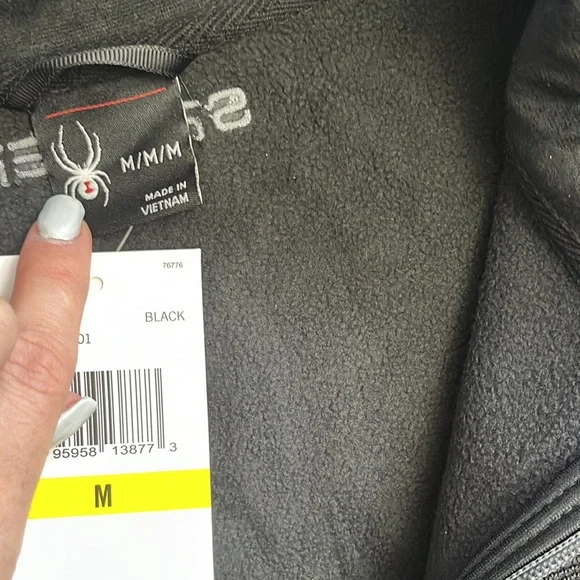 M/M/M
MADE IN
VIETNAM
76776
BLACK
01
95958 13877 3
M